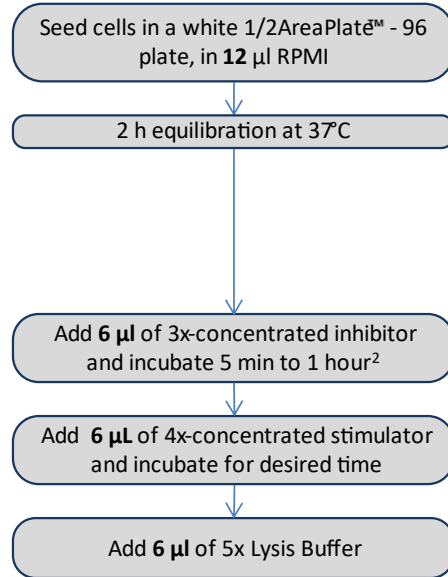 Seed cells in a white 1/2AreaPlate™ - 96
plate, in 12 µl RPMI
2 h equilibration at 37°C
Add 6 µl of 3x-concentrated inhibitor
and incubate 5 min to 1 hour²
Add 6 µL of 4x-concentrated stimulator
and incubate for desired time
Add 6 µl of 5x Lysis Buffer